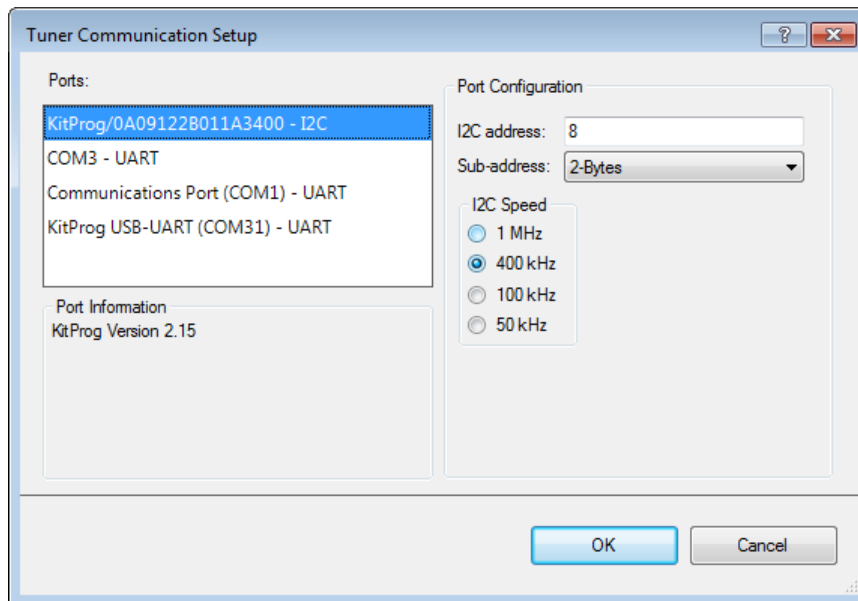 Tuner Communication Setup
Ports:
KitProg/0A09122B011A3400 - I2C
COM3 - UART
Communications Port (COM1) - UART
KitProg USB-UART (COM31) - UART
Port Information
KitProg Version 2.15
Port Configuration
I2C address: 8
Sub-address: 2-Bytes
I2C Speed
1 MHz
400 kHz
100 kHz
50 kHz
OK Cancel